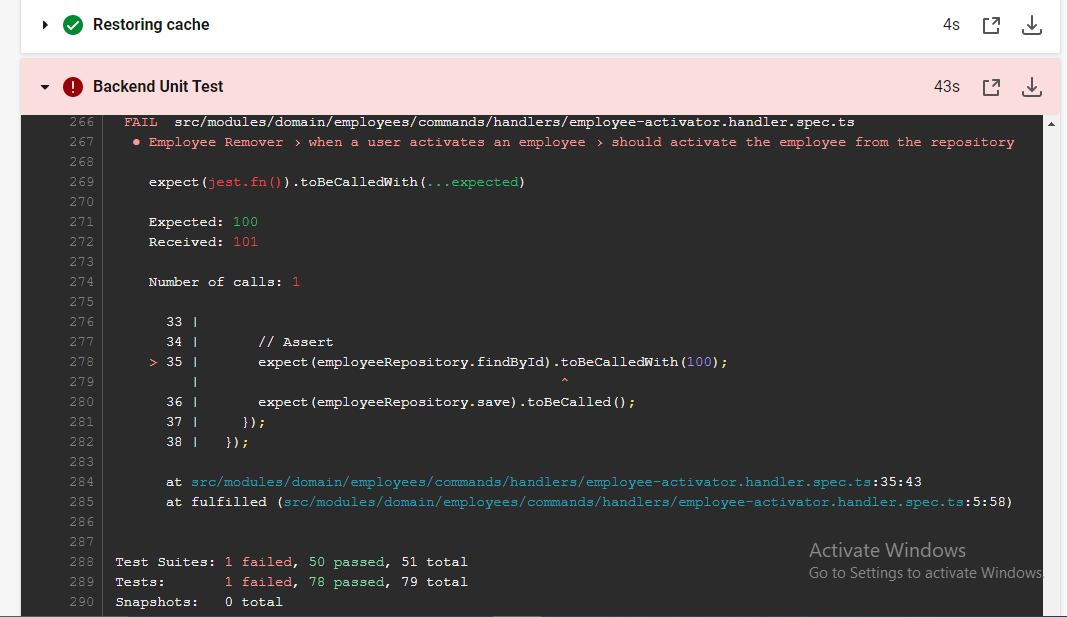 Restoring cache 4s
Backend Unit Test 43s
266 FAIL src/modules/domain/employees/commands/handlers/employee-activator.handler.spec.ts
267 ● Employee Remover › when a user activates an employee › should activate the employee from the repository
268
269 expect(jest.fn()).toBeCalledWith(...expected)
270
271 Expected: 100
272 Received: 101
273
274 Number of calls: 1
275
276 33 |
277 34 | // Assert
278 > 35 | expect(employeeRepository.findById).toBeCalledWith(100);
279 | ^
280 36 | expect(employeeRepository.save).toBeCalled();
281 37 | });
282 38 | });
283
284 at src/modules/domain/employees/commands/handlers/employee-activator.handler.spec.ts:35:43
285 at fulfilled (src/modules/domain/employees/commands/handlers/employee-activator.handler.spec.ts:5:58)
286
287
288 Test Suites: 1 failed, 50 passed, 51 total
289 Tests: 1 failed, 78 passed, 79 total
290 Snapshots: 0 total
Activate Windows
Go to Settings to activate Windows